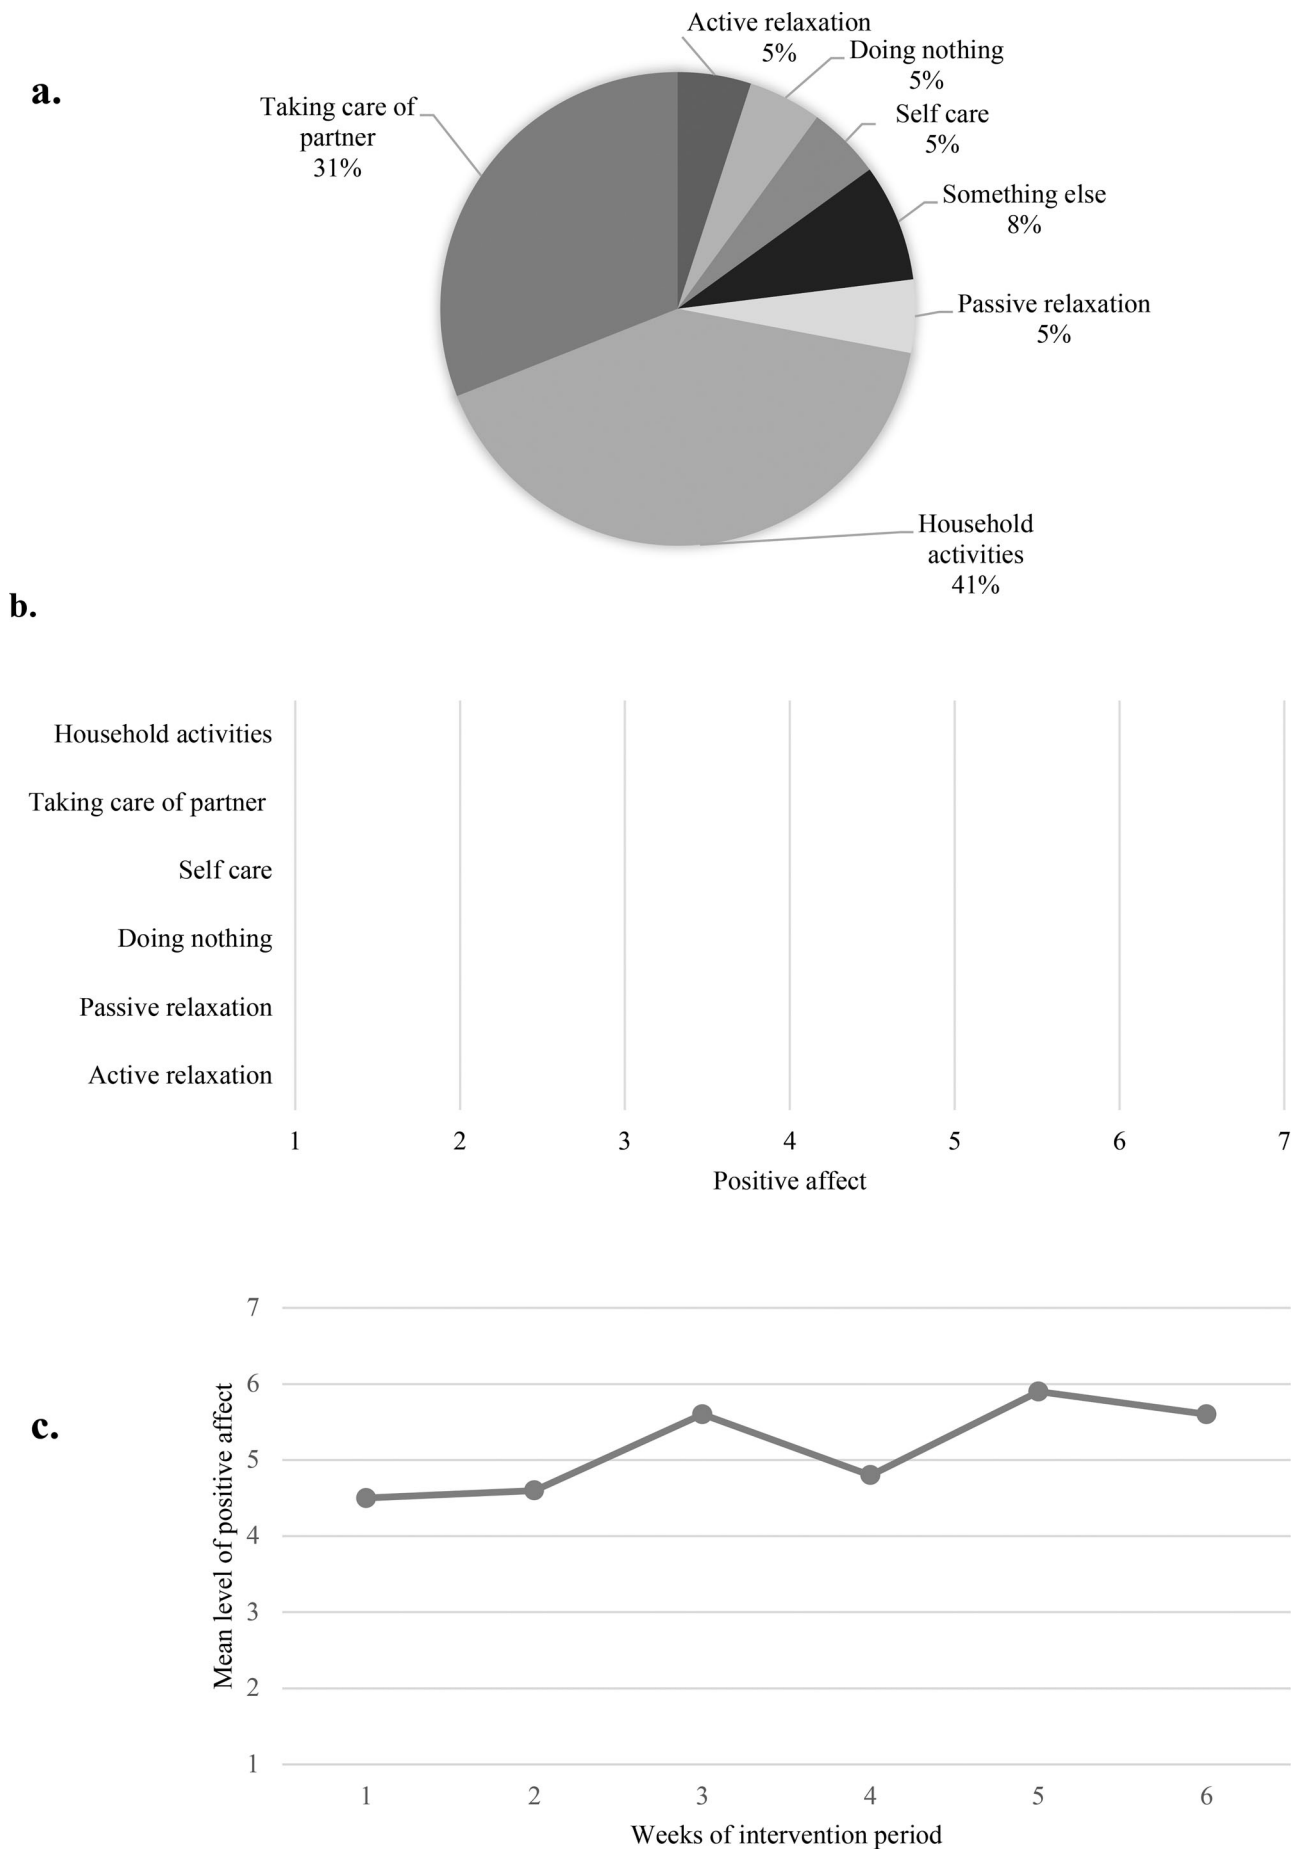 a.
Active relaxation
5%
Doing nothing
5%
Self care
5%
Something else
8%
Passive relaxation
5%
Household
activities
41%
Taking care of
partner
31%
b.
Household activities
Taking care of partner
Self care
Doing nothing
Passive relaxation
Active relaxation
1 2 3 4 5 6 7
Positive affect
c.
Mean level of positive affect
7
6
5
4
3
2
1
1 2 3 4 5 6
Weeks of intervention period